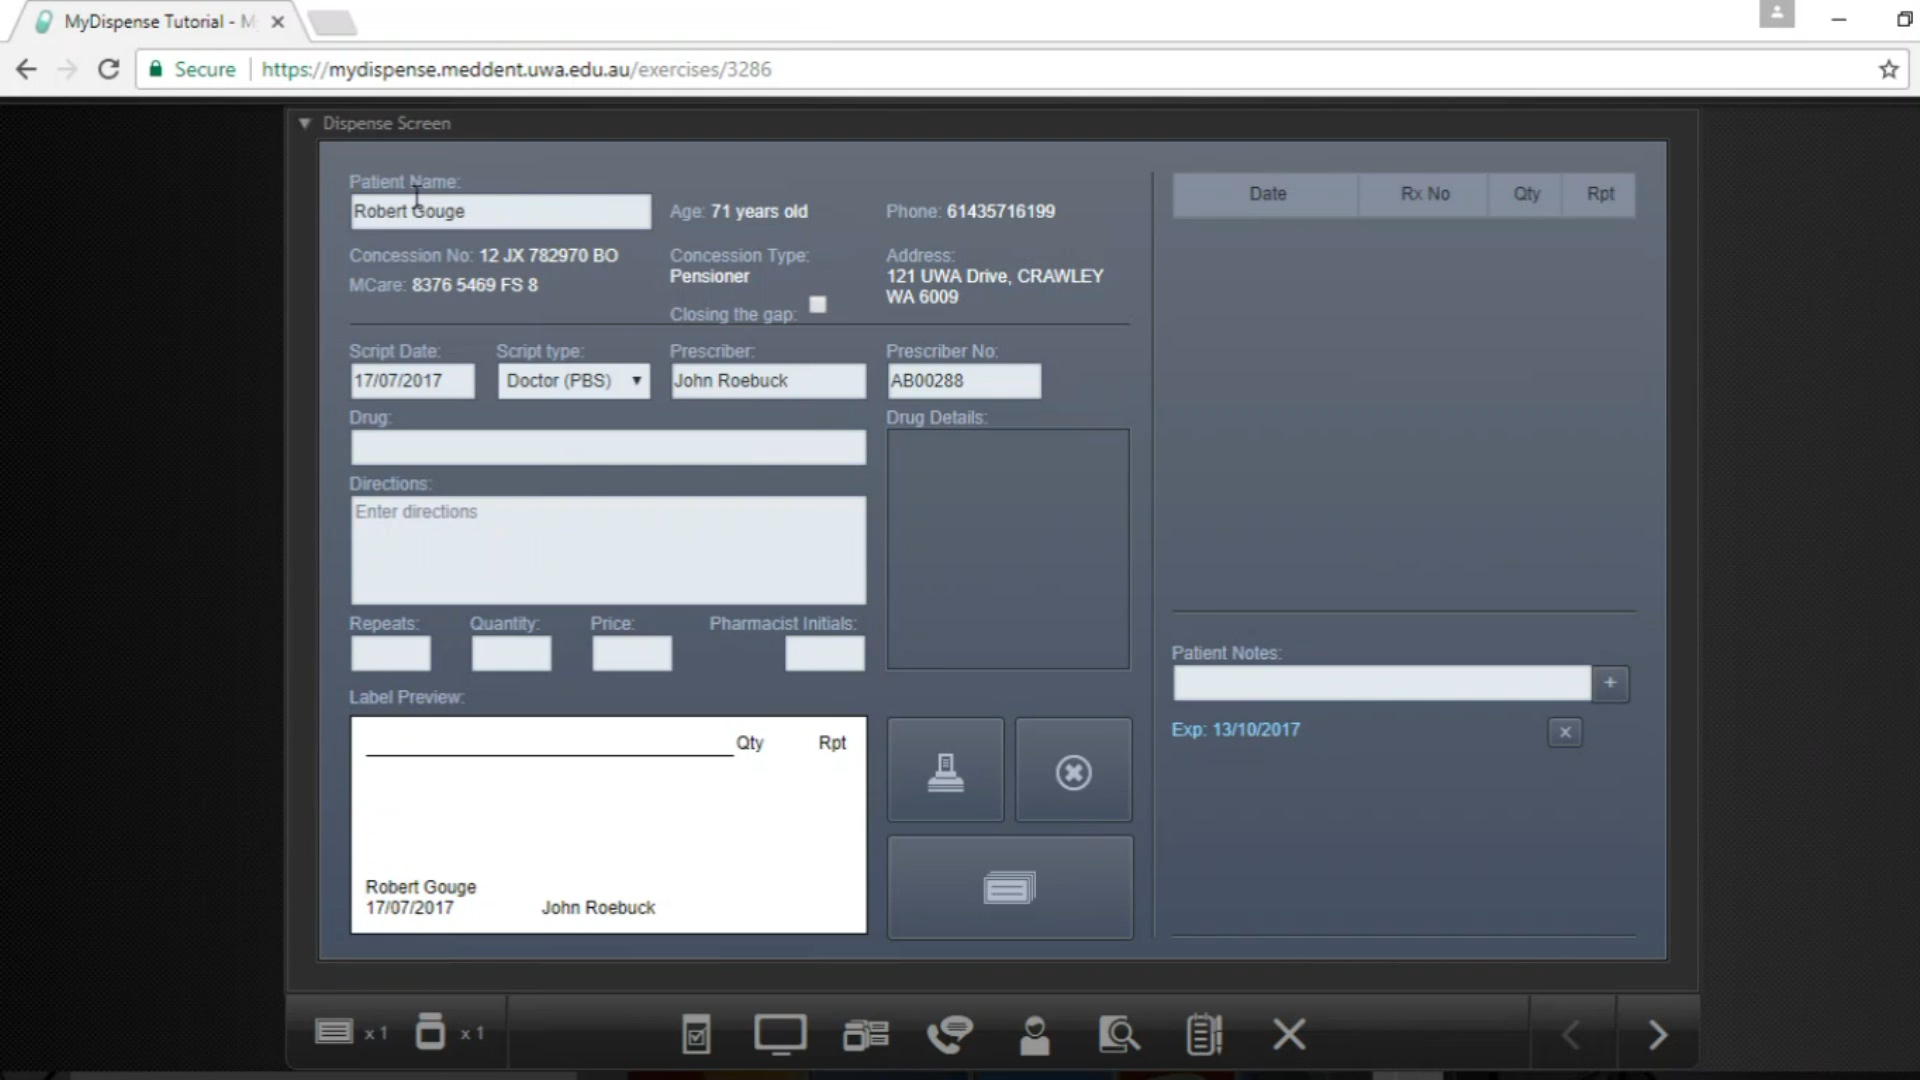 MyDispense Tutorial - M
Secure
https://mydispense.meddent.uwa.edu.au/exercises/3286
Dispense Screen
Patient Name:
Robert Gouge
Age: 71 years old
Phone: 61435716199
Concession No: 12 JX 782970 BO
MCare: 8376 5469 FS 8
Concession Type:
Pensioner
Closing the gap:
Address:
121 UWA Drive, CRAWLEY
WA 6009
Script Date:
17/07/2017
Script type:
Doctor (PBS)
Prescriber:
John Roebuck
Prescriber No:
AB00288
Drug:
Drug Details:
Directions:
Enter directions
Repeats:
Quantity:
Price:
Pharmacist Initials:
Label Preview:
Qty Rpt
Robert Gouge
17/07/2017 John Roebuck
Date Rx No Qty Rpt
Patient Notes:
+
Exp: 13/10/2017
x 1
x 1